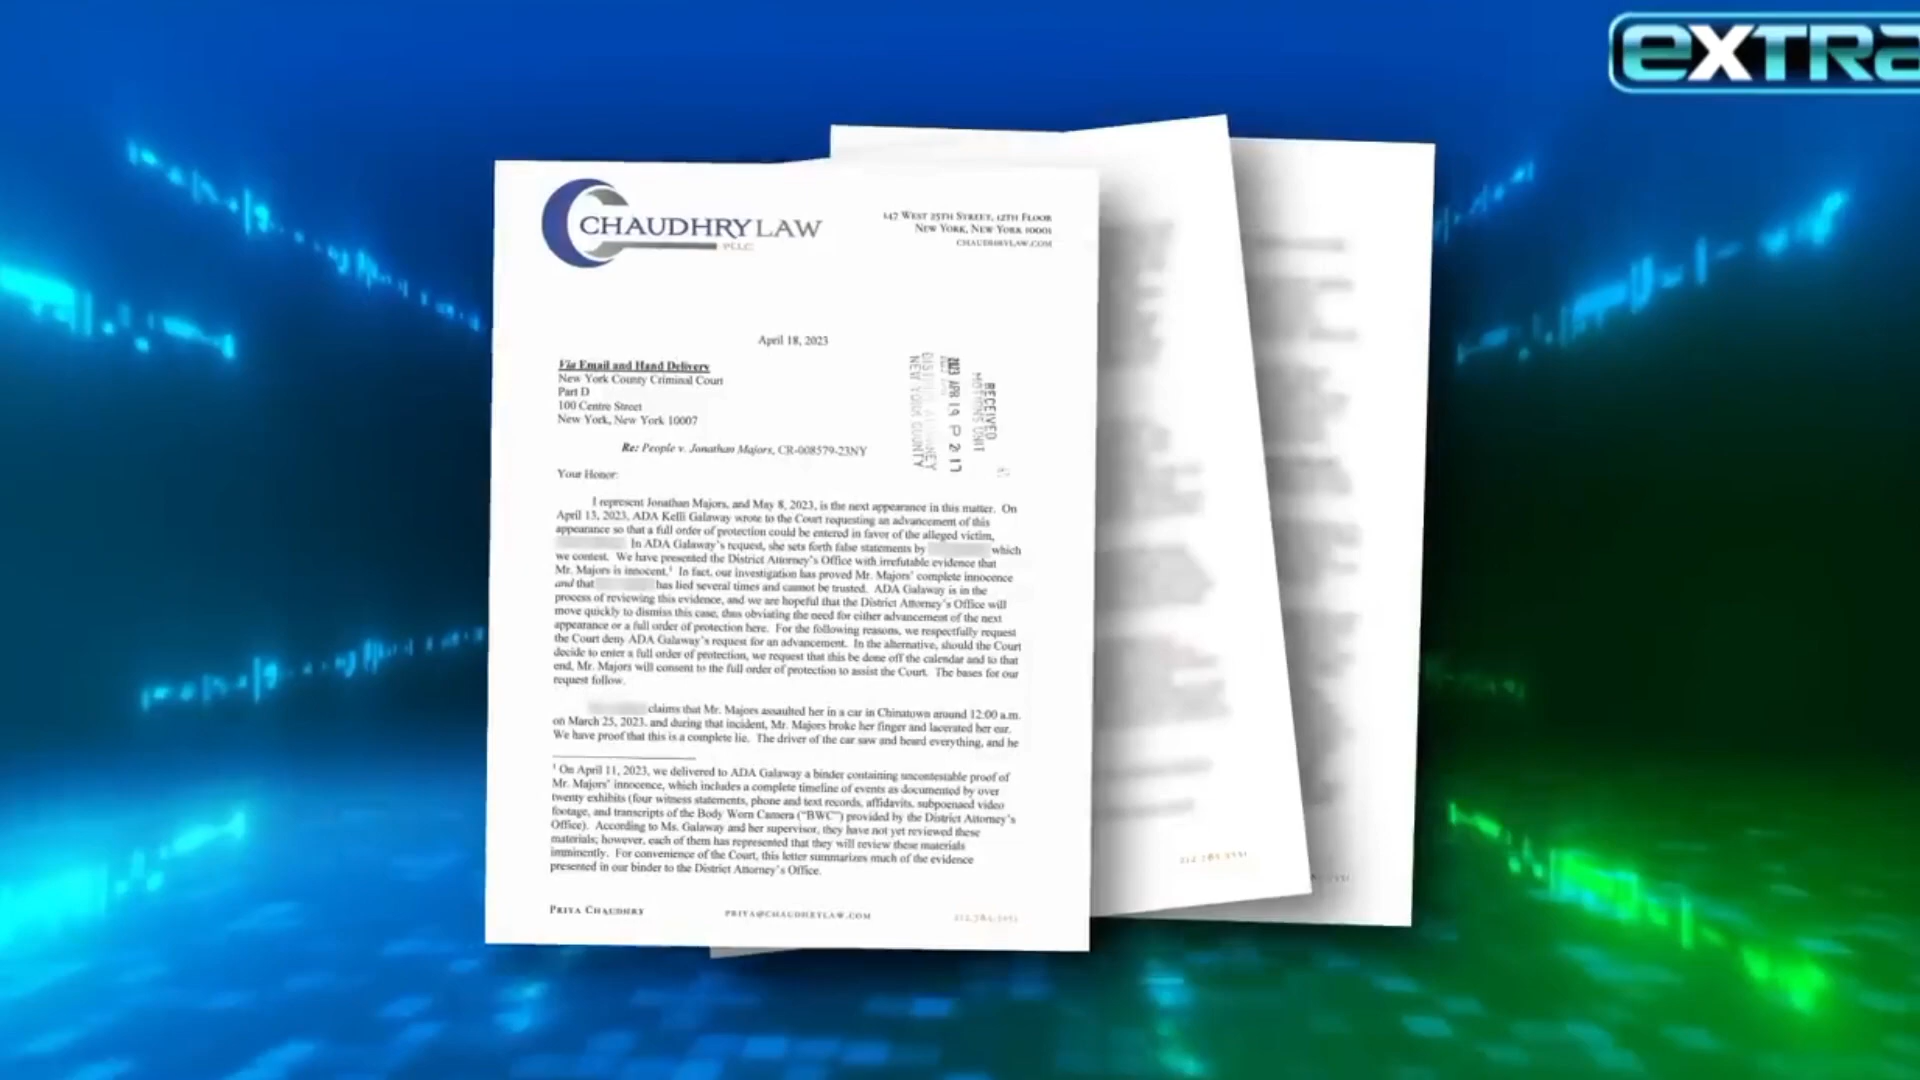 extra
CHAUDHRY LAW
PLLC
147 WEST 25TH STREET, 12TH FLOOR
NEW YORK, NEW YORK 10001
CHAUDHRYLAW.COM
April 18, 2023
Via Email and Hand Delivery
New York County Criminal Court
Part D
100 Centre Street
New York, New York 10007
RECEIVED
MOTIONS UNIT
2023 APR 19 P 2:17
DISTRICT ATTORNEY
NEW YORK COUNTY
Re: People v. Jonathan Majors, CR-008579-23NY
Your Honor:
I represent Jonathan Majors, and May 8, 2023, is the next appearance in this matter. On
April 13, 2023, ADA Kelli Galaway wrote to the Court requesting an advancement of this
appearance so that a full order of protection could be entered in favor of the alleged victim,
In ADA Galaway's request, she sets forth false statements by which
we contest. We have presented the District Attorney's Office with irrefutable evidence that
Mr. Majors is innocent.1 In fact, our investigation has proved Mr. Majors' complete innocence
and that has lied several times and cannot be trusted. ADA Galaway is in the
process of reviewing this evidence, and we are hopeful that the District Attorney's Office will
move quickly to dismiss this case, thus obviating the need for either advancement of the next
appearance or a full order of protection here. For the following reasons, we respectfully request
the Court deny ADA Galaway's request for an advancement. In the alternative, should the Court
decide to enter a full order of protection, we request that this be done off the calendar and to that
end, Mr. Majors will consent to the full order of protection to assist the Court. The bases for our
request follow.
claims that Mr. Majors assaulted her in a car in Chinatown around 12:00 a.m.
on March 25, 2023, and during that incident, Mr. Majors broke her finger and lacerated her ear.
We have proof that this is a complete lie. The driver of the car saw and heard everything, and he
1 On April 11, 2023, we delivered to ADA Galaway a binder containing uncontestable proof of
Mr. Majors' innocence, which includes a complete timeline of events as documented by over
twenty exhibits (four witness statements, phone and text records, affidavits, subpoenaed video
footage, and transcripts of the Body Worn Camera ("BWC") provided by the District Attorney's
Office). According to Ms. Galaway and her supervisor, they have not yet reviewed these
materials; however, each of them has represented that they will review these materials
imminently. For convenience of the Court, this letter summarizes much of the evidence
presented in our binder to the District Attorney's Office.
PRIYA CHAUDHRY
PRIYA@CHAUDHRYLAW.COM